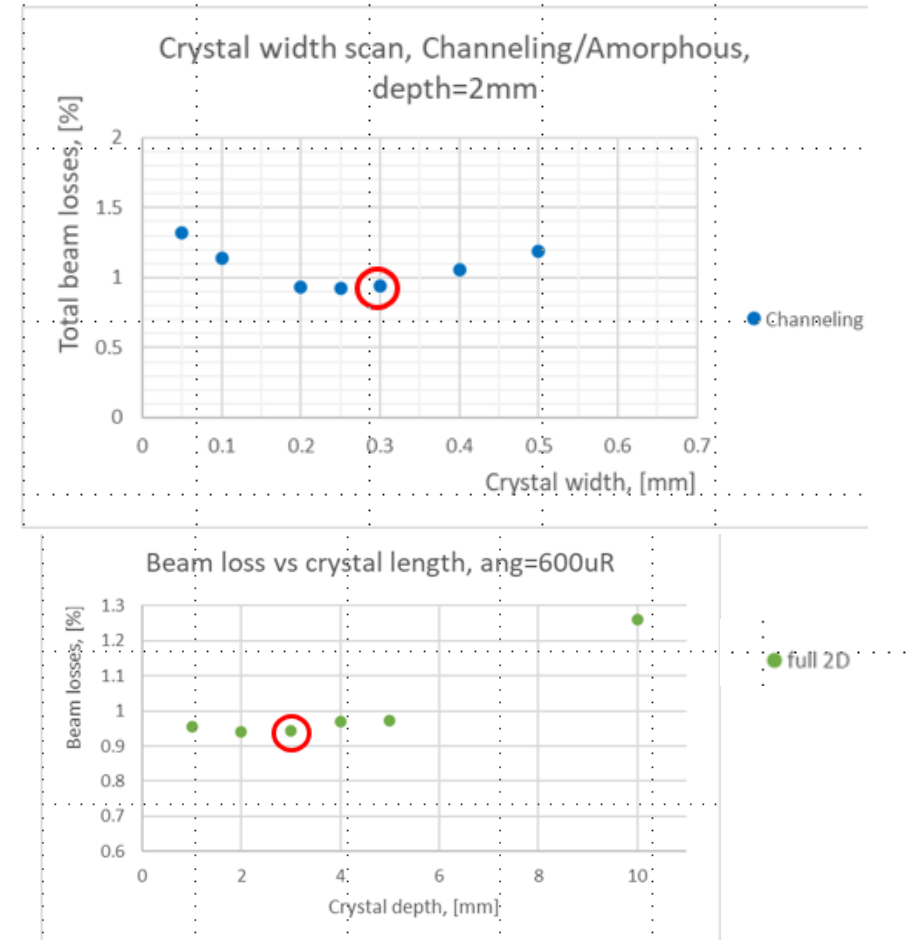 Crystal width scan, Channeling/Amorphous,
depth=2mm
Total beam losses, [%]
2
1.5
1
0.5
0
0 0.1 0.2 0.3 0.4 0.5 0.6 0.7
Crystal width, [mm]
Channeling
Beam loss vs crystal length, ang=600uR
Beam losses, [%]
1.3
1.2
1.1
1
0.9
0.8
0.7
0.6
0 2 4 6 8 10
Crystal depth, [mm]
full 2D